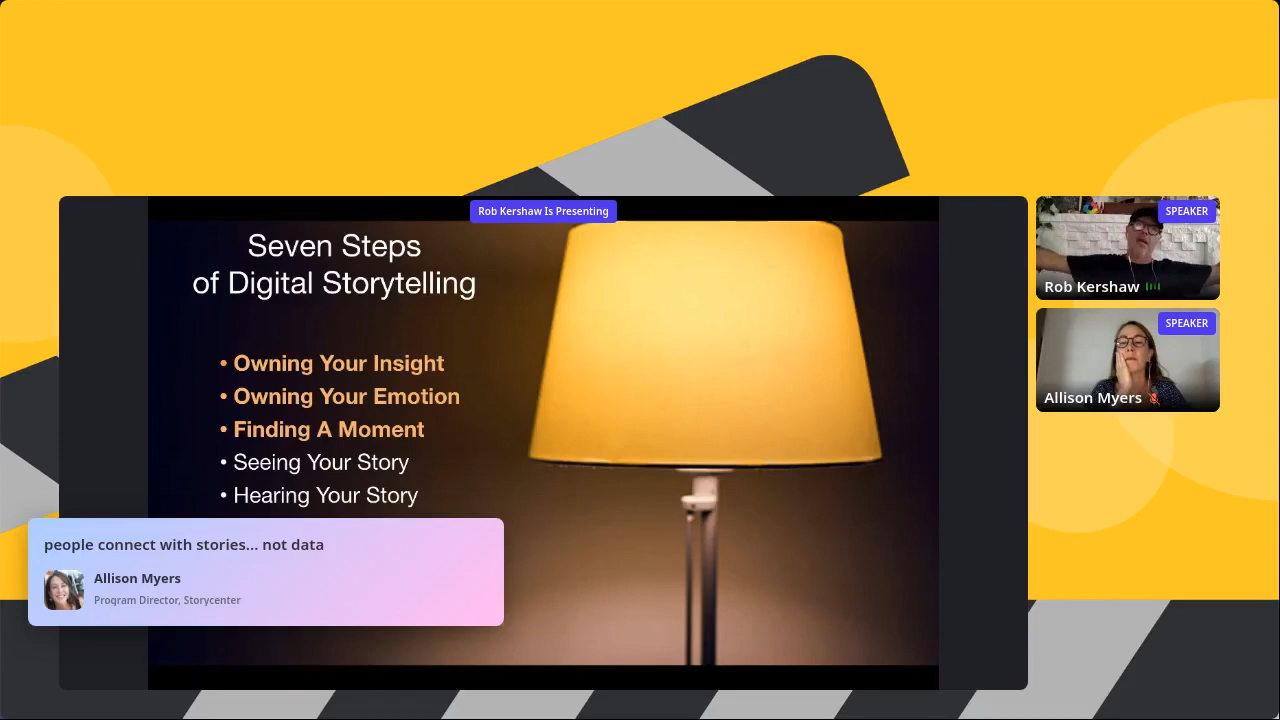 Rob Kershaw Is Presenting
Seven Steps
of Digital Storytelling
• Owning Your Insight
• Owning Your Emotion
• Finding A Moment
• Seeing Your Story
• Hearing Your Story
people connect with stories... not data
Allison Myers
Program Director, Storycenter
SPEAKER
Rob Kershaw
SPEAKER
Allison Myers